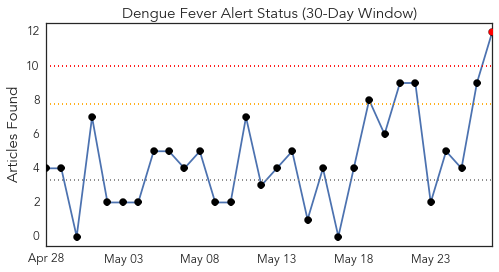 Dengue Fever Alert Status (30-Day Window)
Articles Found
12
10
8
6
4
2
0
Apr 28 May 03 May 08 May 13 May 18 May 23